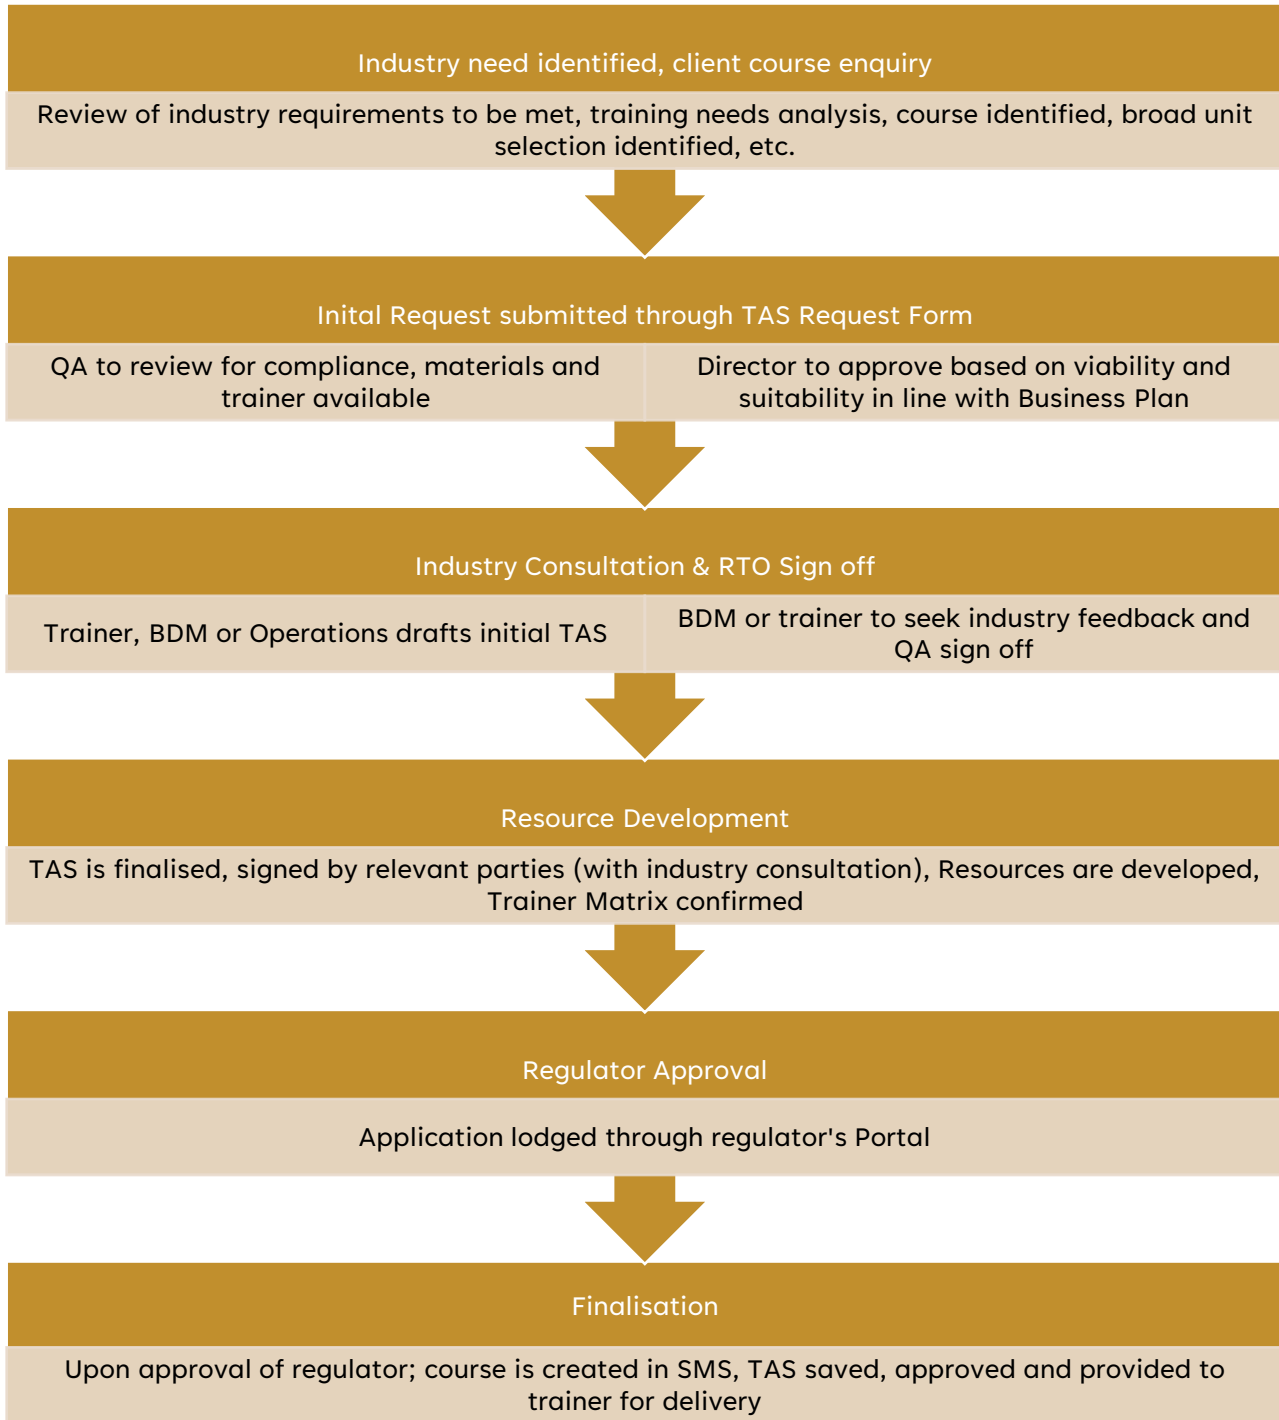 Industry need identified, client course enquiry
Review of industry requirements to be met, training needs analysis, course identified, broad unit
selection identified, etc.
Inital Request submitted through TAS Request Form
QA to review for compliance, materials and
trainer available
Director to approve based on viability and
suitability in line with Business Plan
Industry Consultation & RTO Sign off
Trainer, BDM or Operations drafts initial TAS
BDM or trainer to seek industry feedback and
QA sign off
Resource Development
TAS is finalised, signed by relevant parties (with industry consultation), Resources are developed,
Trainer Matrix confirmed
Regulator Approval
Application lodged through regulator's Portal
Finalisation
Upon approval of regulator; course is created in SMS, TAS saved, approved and provided to
trainer for delivery